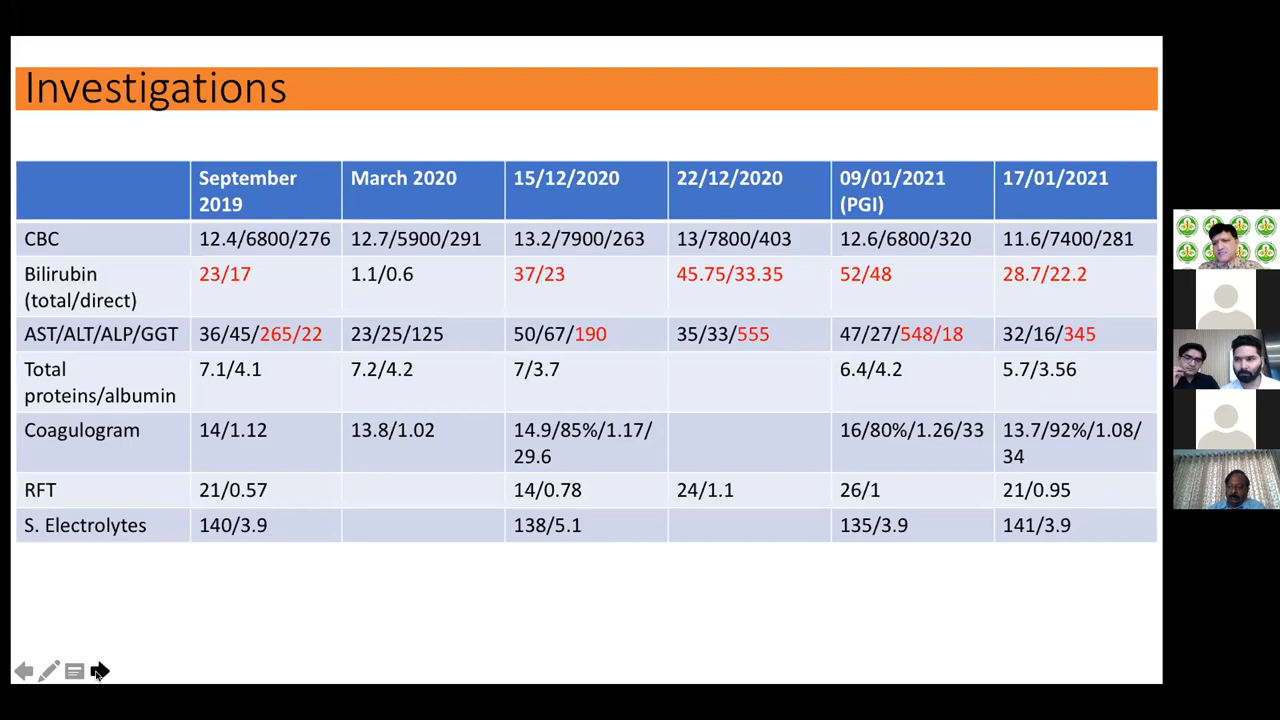 Investigations
September 2019 March 2020 15/12/2020 22/12/2020 09/01/2021 (PGI) 17/01/2021
CBC 12.4/6800/276 12.7/5900/291 13.2/7900/263 13/7800/403 12.6/6800/320 11.6/7400/281
Bilirubin (total/direct) 23/17 1.1/0.6 37/23 45.75/33.35 52/48 28.7/22.2
AST/ALT/ALP/GGT 36/45/265/22 23/25/125 50/67/190 35/33/555 47/27/548/18 32/16/345
Total proteins/albumin 7.1/4.1 7.2/4.2 7/3.7 6.4/4.2 5.7/3.56
Coagulogram 14/1.12 13.8/1.02 14.9/85%/1.17/29.6 16/80%/1.26/33 13.7/92%/1.08/34
RFT 21/0.57 14/0.78 24/1.1 26/1 21/0.95
S. Electrolytes 140/3.9 138/5.1 135/3.9 141/3.9